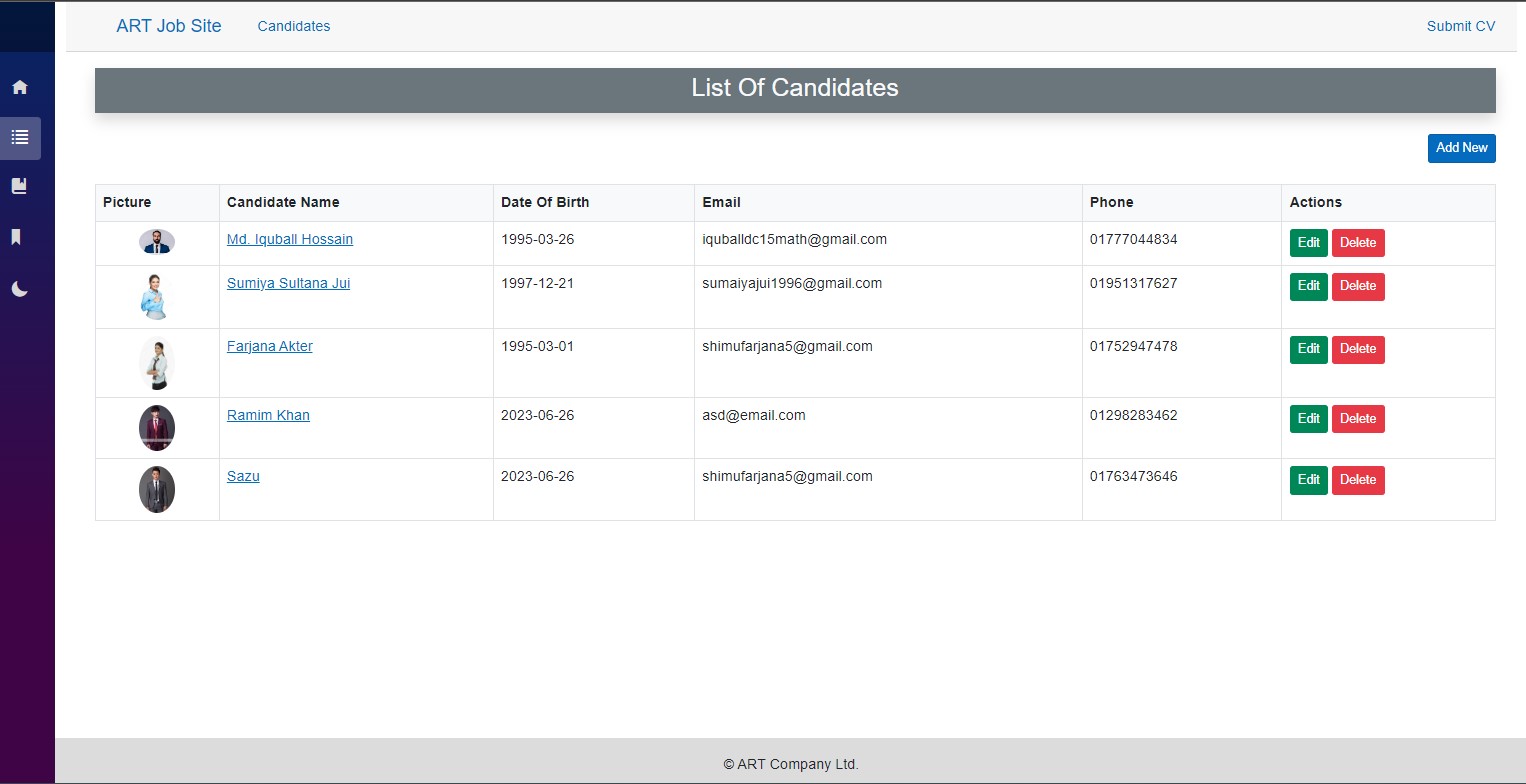 ART Job Site Candidates Submit CV
List Of Candidates
Add New
Picture Candidate Name Date Of Birth Email Phone Actions
Md. Iquball Hossain 1995-03-26 iquballdc15math@gmail.com 01777044834 Edit Delete
Sumiya Sultana Jui 1997-12-21 sumaiyajui1996@gmail.com 01951317627 Edit Delete
Farjana Akter 1995-03-01 shimufarjana5@gmail.com 01752947478 Edit Delete
Ramim Khan 2023-06-26 asd@email.com 01298283462 Edit Delete
Sazu 2023-06-26 shimufarjana5@gmail.com 01763473646 Edit Delete
© ART Company Ltd.